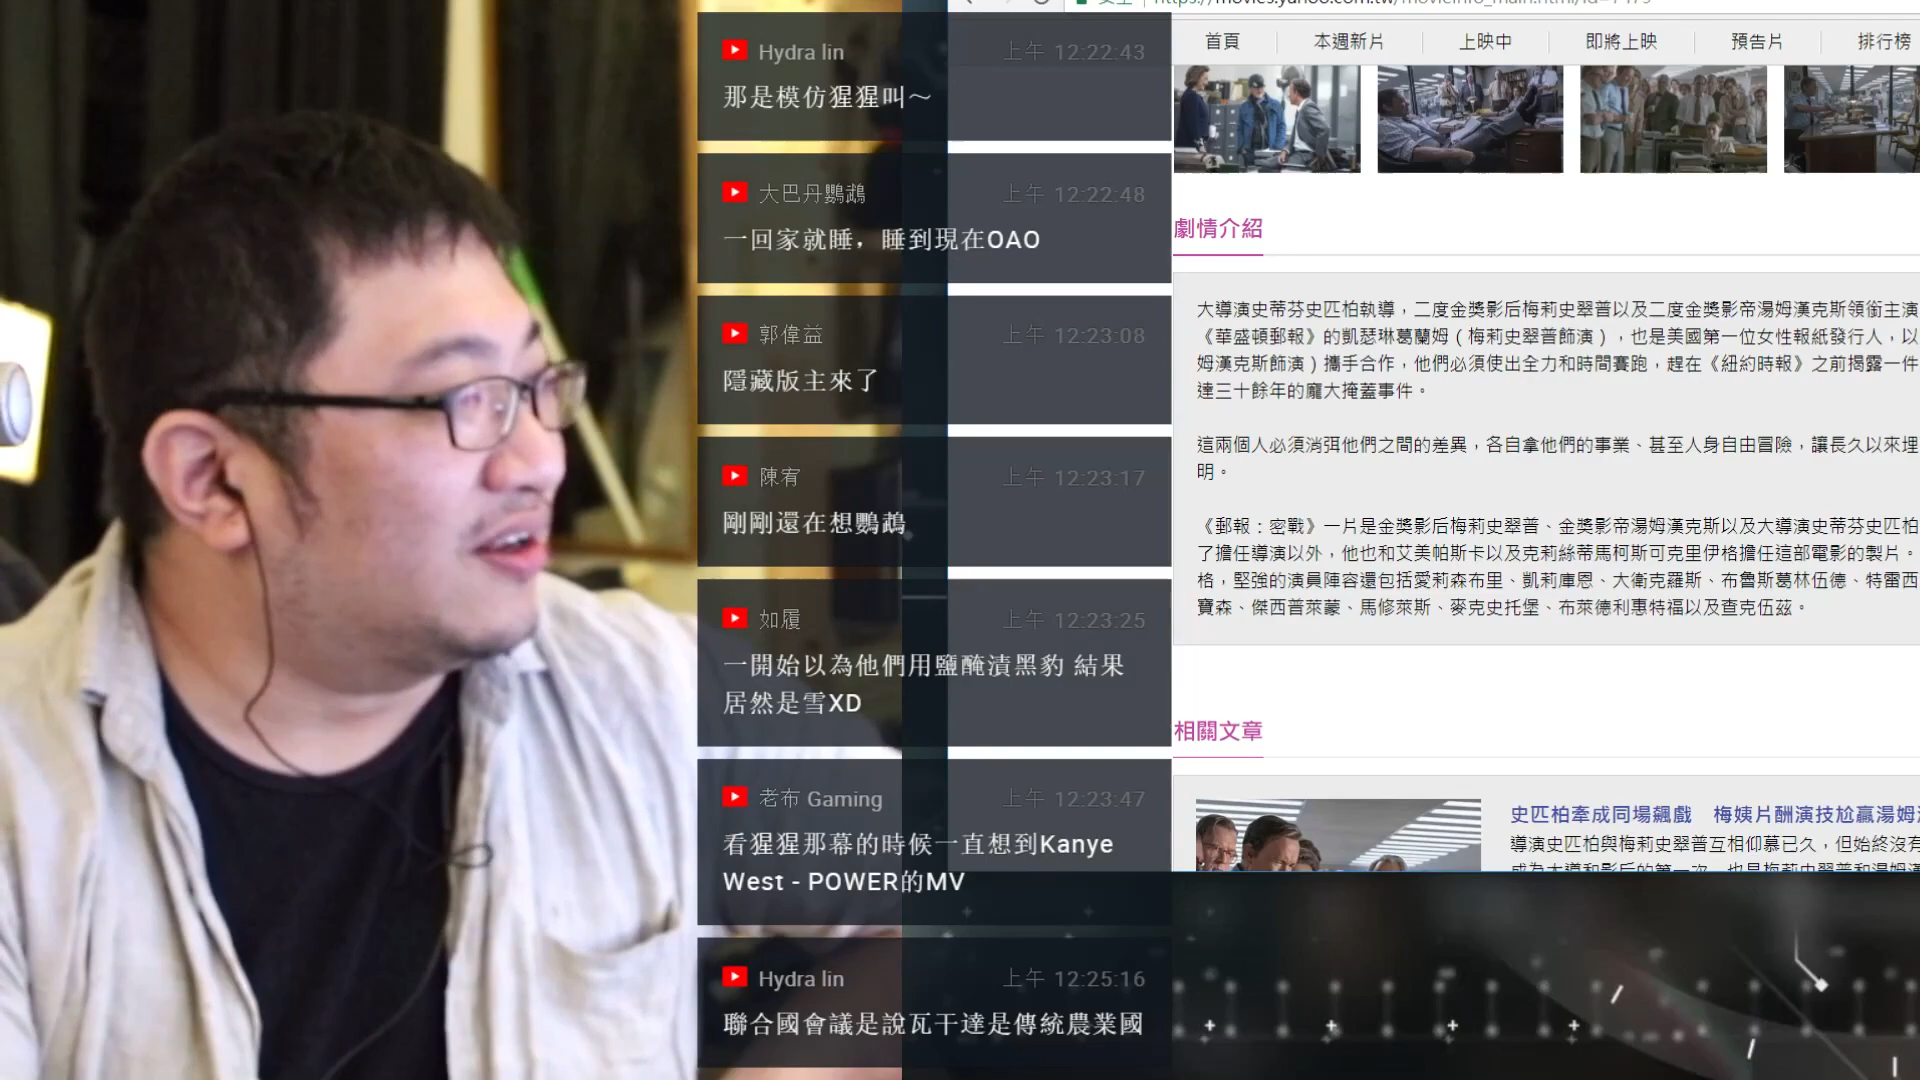 Hydra lin 上午 12:22:43
那是模仿猩猩叫～
大巴丹鸚鵡 上午 12:22:48
一回家就睡，睡到現在OAO
郭偉益 上午 12:23:08
隱藏版主來了
陳宥 上午 12:23:17
剛剛還在想鸚鵡
如履 上午 12:23:25
一開始以為他們用鹽醃漬黑豹 結果
居然是雪XD
老布 Gaming 上午 12:23:47
看猩猩那幕的時候一直想到Kanye
West - POWER的MV
Hydra lin 上午 12:25:16
聯合國會議是說瓦干達是傳統農業國
首頁 本週新片 上映中 即將上映 預告片 排行榜
劇情介紹
大導演史蒂芬史匹柏執導，二度金獎影后梅莉史翠普以及二度金獎影帝湯姆漢克斯領銜主演
《華盛頓郵報》的凱瑟琳葛蘭姆（梅莉史翠普飾演），也是美國第一位女性報紙發行人，以
姆漢克斯飾演）攜手合作，他們必須使出全力和時間賽跑，趕在《紐約時報》之前揭露一件
達三十餘年的龐大掩蓋事件。
這兩個人必須消弭他們之間的差異，各自拿他們的事業、甚至人身自由冒險，讓長久以來埋
明。
《郵報：密戰》一片是金獎影后梅莉史翠普、金獎影帝湯姆漢克斯以及大導演史蒂芬史匹柏
了擔任導演以外，他也和艾美帕斯卡以及克莉絲蒂馬柯斯可克里伊格擔任這部電影的製片。
格，堅強的演員陣容還包括愛莉森布里、凱莉庫恩、大衛克羅斯、布魯斯葛林伍德、特雷西
寶森、傑西普萊蒙、馬修萊斯、麥克史托堡、布萊德利惠特福以及查克伍茲。
相關文章
史匹柏牽成同場飆戲 梅姨片酬演技尬贏湯姆
導演史匹柏與梅莉史翠普互相仰慕已久，但始終沒有